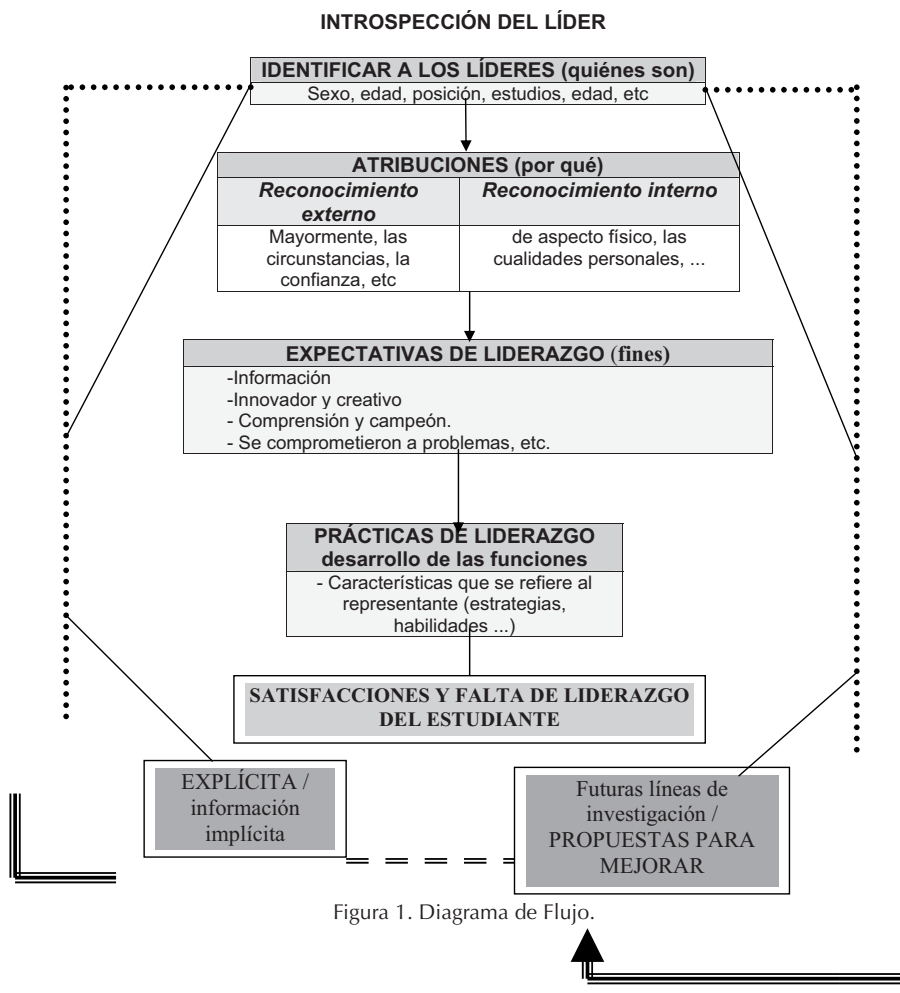 INTROSPECCIÓN DEL LÍDER
IDENTIFICAR A LOS LÍDERES (quiénes son)
Sexo, edad, posición, estudios, edad, etc
ATRIBUCIONES (por qué)
Reconocimiento
externo
Mayormente, las
circunstancias, la
confianza, etc
Reconocimiento interno
de aspecto físico, las
cualidades personales, ...
EXPECTATIVAS DE LIDERAZGO (fines)
-Información
-Innovador y creativo
- Comprensión y campeón.
- Se comprometieron a problemas, etc.
PRÁCTICAS DE LIDERAZGO
desarrollo de las funciones
- Características que se refiere al
representante (estrategias,
habilidades ...)
SATISFACCIONES Y FALTA DE LIDERAZGO
DEL ESTUDIANTE
EXPLÍCITA /
información
implícita
Futuras líneas de
investigación /
PROPUESTAS PARA
MEJORAR
Figura 1. Diagrama de Flujo.